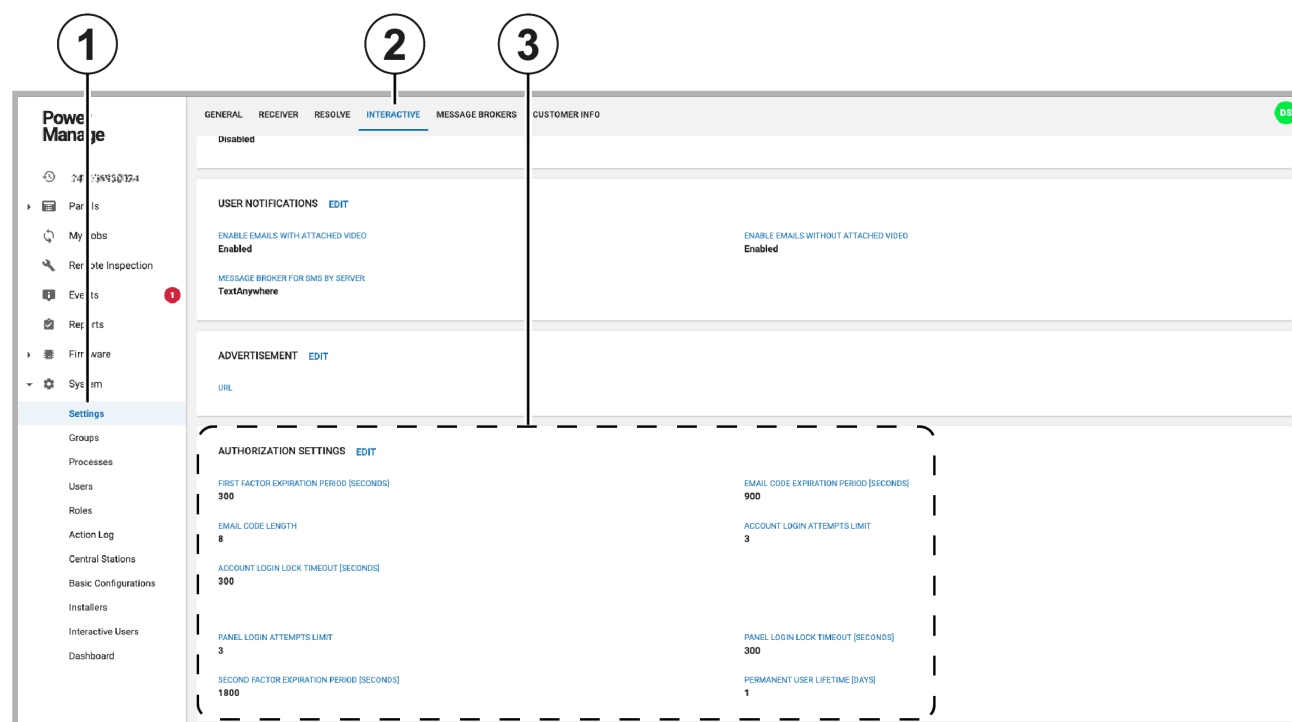 1 2 3
Power
Manage
GENERAL RECEIVER RESOLVE INTERACTIVE MESSAGE BROKERS CUSTOMER INFO
DS
Disabled
Panels
My Jobs
Remote Inspection
Events 1
Reports
Firmware
System
Settings
Groups
Processes
Users
Roles
Action Log
Central Stations
Basic Configurations
Installers
Interactive Users
Dashboard
USER NOTIFICATIONS EDIT
ENABLE EMAILS WITH ATTACHED VIDEO ENABLE EMAILS WITHOUT ATTACHED VIDEO
Enabled Enabled
MESSAGE BROKER FOR SMS BY SERVER
TextAnywhere
ADVERTISEMENT EDIT
URL
AUTHORIZATION SETTINGS EDIT
FIRST FACTOR EXPIRATION PERIOD [SECONDS] EMAIL CODE EXPIRATION PERIOD [SECONDS]
300 900
EMAIL CODE LENGTH ACCOUNT LOGIN ATTEMPTS LIMIT
8 3
ACCOUNT LOGIN LOCK TIMEOUT [SECONDS]
300
PANEL LOGIN ATTEMPTS LIMIT PANEL LOGIN LOCK TIMEOUT [SECONDS]
3 300
SECOND FACTOR EXPIRATION PERIOD [SECONDS] PERMANENT USER LIFETIME [DAYS]
1800 1